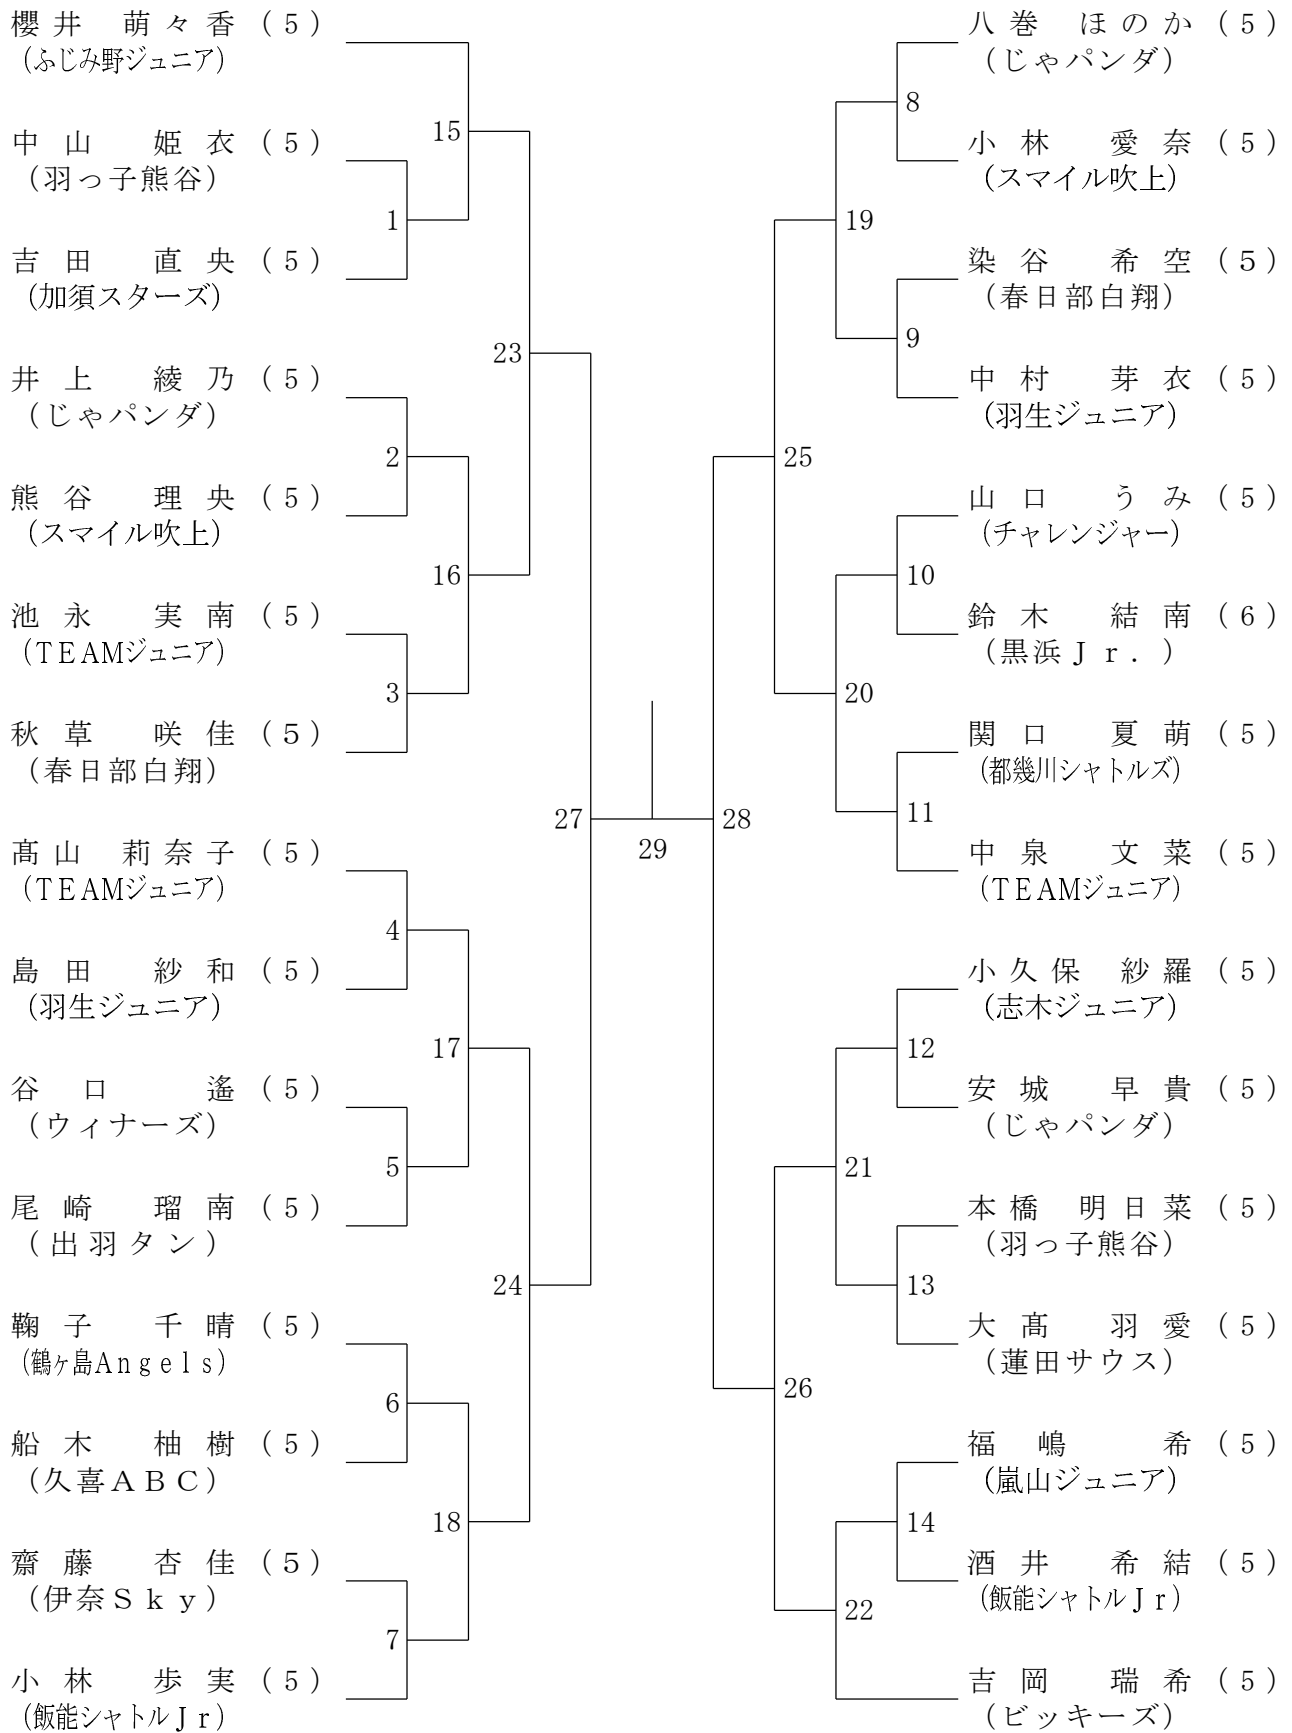 櫻井 萌々香 (5)
(ふじみ野ジュニア)
中山 姫衣 (5)
(羽っ子熊谷)
吉田 直央 (5)
(加須スターズ)
井上 綾乃 (5)
(じゃパンダ)
熊谷 理央 (5)
(スマイル吹上)
池永 実南 (5)
(TEAMジュニア)
秋草 咲佳 (5)
(春日部白翔)
髙山 莉奈子 (5)
(TEAMジュニア)
島田 紗和 (5)
(羽生ジュニア)
谷口 遙 (5)
(ウィナーズ)
尾崎 瑠南 (5)
(出羽タン)
鞠子 千晴 (5)
(鶴ヶ島Angels)
船木 柚樹 (5)
(久喜ABC)
齋藤 杏佳 (5)
(伊奈Sky)
小林 歩実 (5)
(飯能シャトルJr)
1
2
3
4
5
6
7
15
16
17
18
23
24
27
29
28
25
26
19
20
21
22
8
9
10
11
12
13
14
八巻 ほのか (5)
(じゃパンダ)
小林 愛奈 (5)
(スマイル吹上)
染谷 希空 (5)
(春日部白翔)
中村 芽衣 (5)
(羽生ジュニア)
山口 うみ (5)
(チャレンジャー)
鈴木 結南 (6)
(黒浜Jr.)
関口 夏萌 (5)
(都幾川シャトルズ)
中泉 文菜 (5)
(TEAMジュニア)
小久保 紗羅 (5)
(志木ジュニア)
安城 早貴 (5)
(じゃパンダ)
本橋 明日菜 (5)
(羽っ子熊谷)
大髙 羽愛 (5)
(蓮田サウス)
福嶋 希 (5)
(嵐山ジュニア)
酒井 希結 (5)
(飯能シャトルJr)
吉岡 瑞希 (5)
(ビッキーズ)